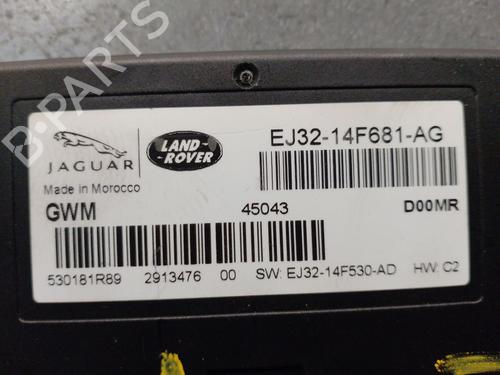 B-PARTS
JAGUAR
LAND-
ROVER
EJ32-14F681-AG
Made in Morocco
GWM
45043
D00MR
530181R89 2913476 00 SW: EJ32-14F530-AD HW: C2